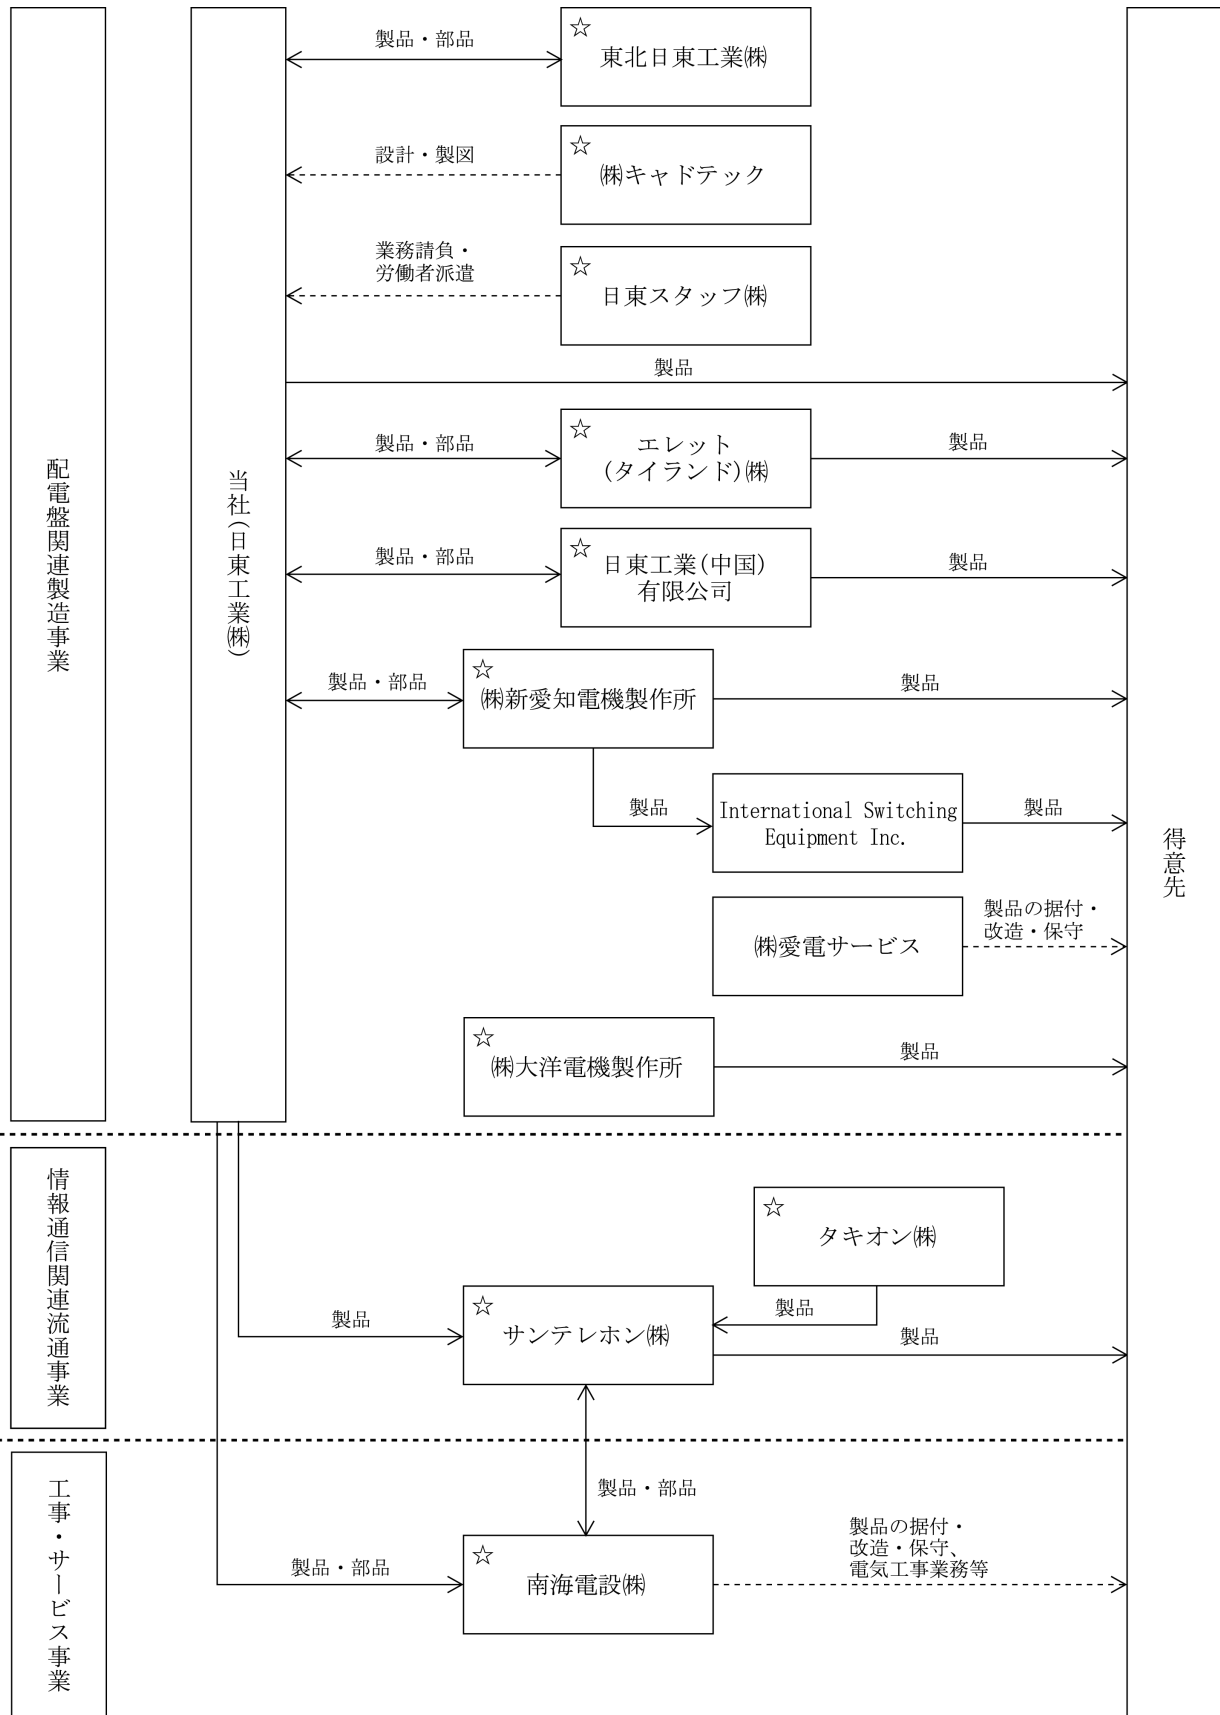 配電盤関連製造事業
当社(日東工業㈱)
製品・部品
☆
東北日東工業㈱
設計・製図
☆
㈱キャドテック
業務請負・
労働者派遣
☆
日東スタッフ㈱
製品
製品・部品
☆
エレット
(タイランド)㈱
製品
製品・部品
☆
日東工業(中国)
有限公司
製品
製品・部品
☆
㈱新愛知電機製作所
製品
製品
International Switching
Equipment Inc.
製品
㈱愛電サービス
製品の据付・
改造・保守
☆
㈱大洋電機製作所
製品
得意先
情報通信関連流通事業
☆
タキオン㈱
製品
製品
☆
サンテレホン㈱
製品
工事・サービス事業
製品・部品
製品・部品
☆
南海電設㈱
製品の据付・
改造・保守、
電気工事業務等